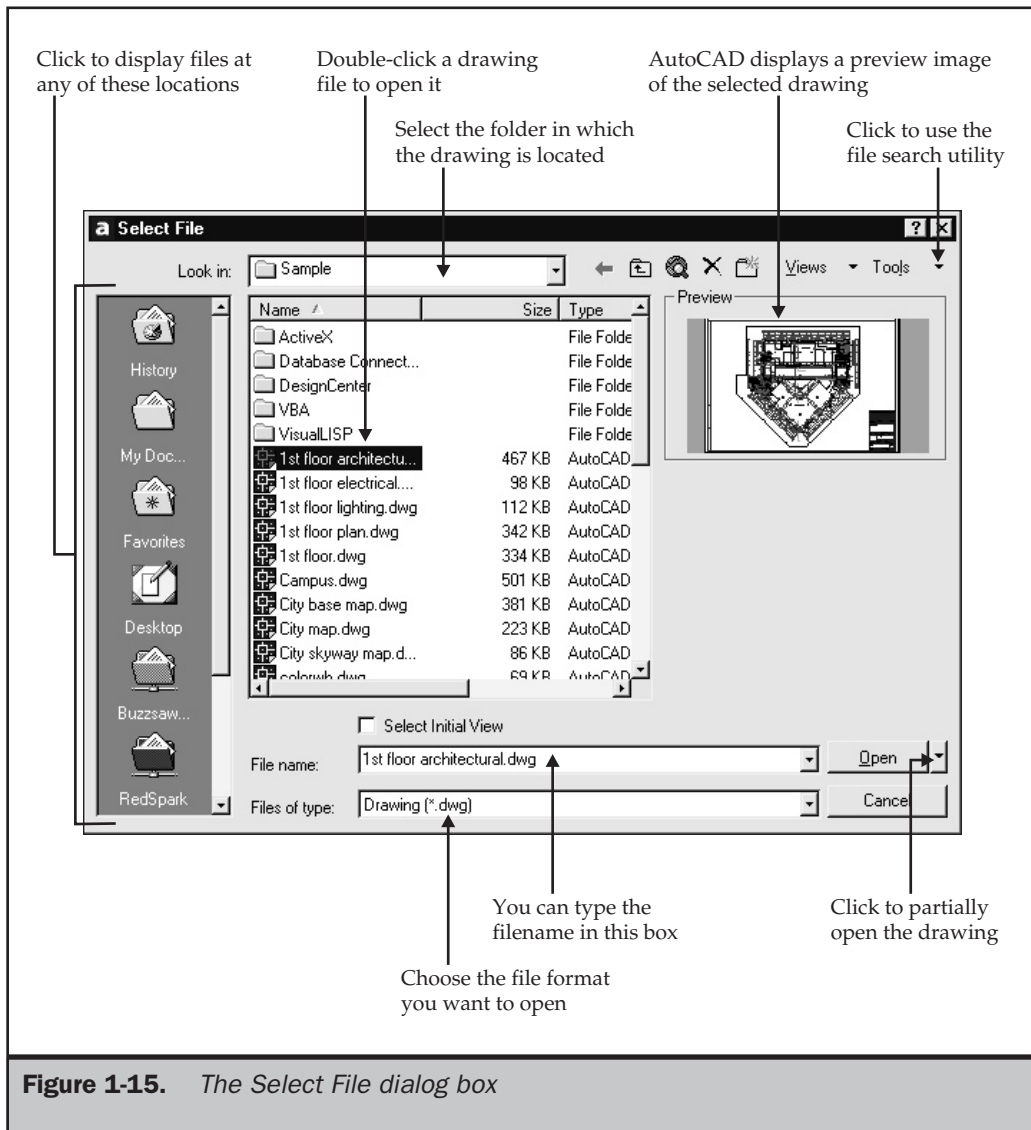 Click to display files at
any of these locations
Double-click a drawing
file to open it
AutoCAD displays a preview image
of the selected drawing
Select the folder in which
the drawing is located
Click to use the
file search utility
a Select File
Look in:
Sample
Views
Tools
Name
Size
Type
Preview
History
My Doc...
Favorites
Desktop
Buzzsaw...
RedSpark
ActiveX File Folde
Database Connect... File Folde
DesignCenter File Folde
VBA File Folde
VisualLISP File Folde
1st floor architectu... 467 KB AutoCAD
1st floor electrical.... 98 KB AutoCAD
1st floor lighting.dwg 112 KB AutoCAD
1st floor plan.dwg 342 KB AutoCAD
1st floor.dwg 334 KB AutoCAD
Campus.dwg 501 KB AutoCAD
City base map.dwg 381 KB AutoCAD
City map.dwg 223 KB AutoCAD
City skyway map.d... 86 KB AutoCAD
colorwh.dwg 69 KB AutoCAD
Select Initial View
File name: 1st floor architectural.dwg Open
Files of type: Drawing (*.dwg) Cancel
You can type the
filename in this box
Click to partially
open the drawing
Choose the file format
you want to open
Figure 1-15. The Select File dialog box